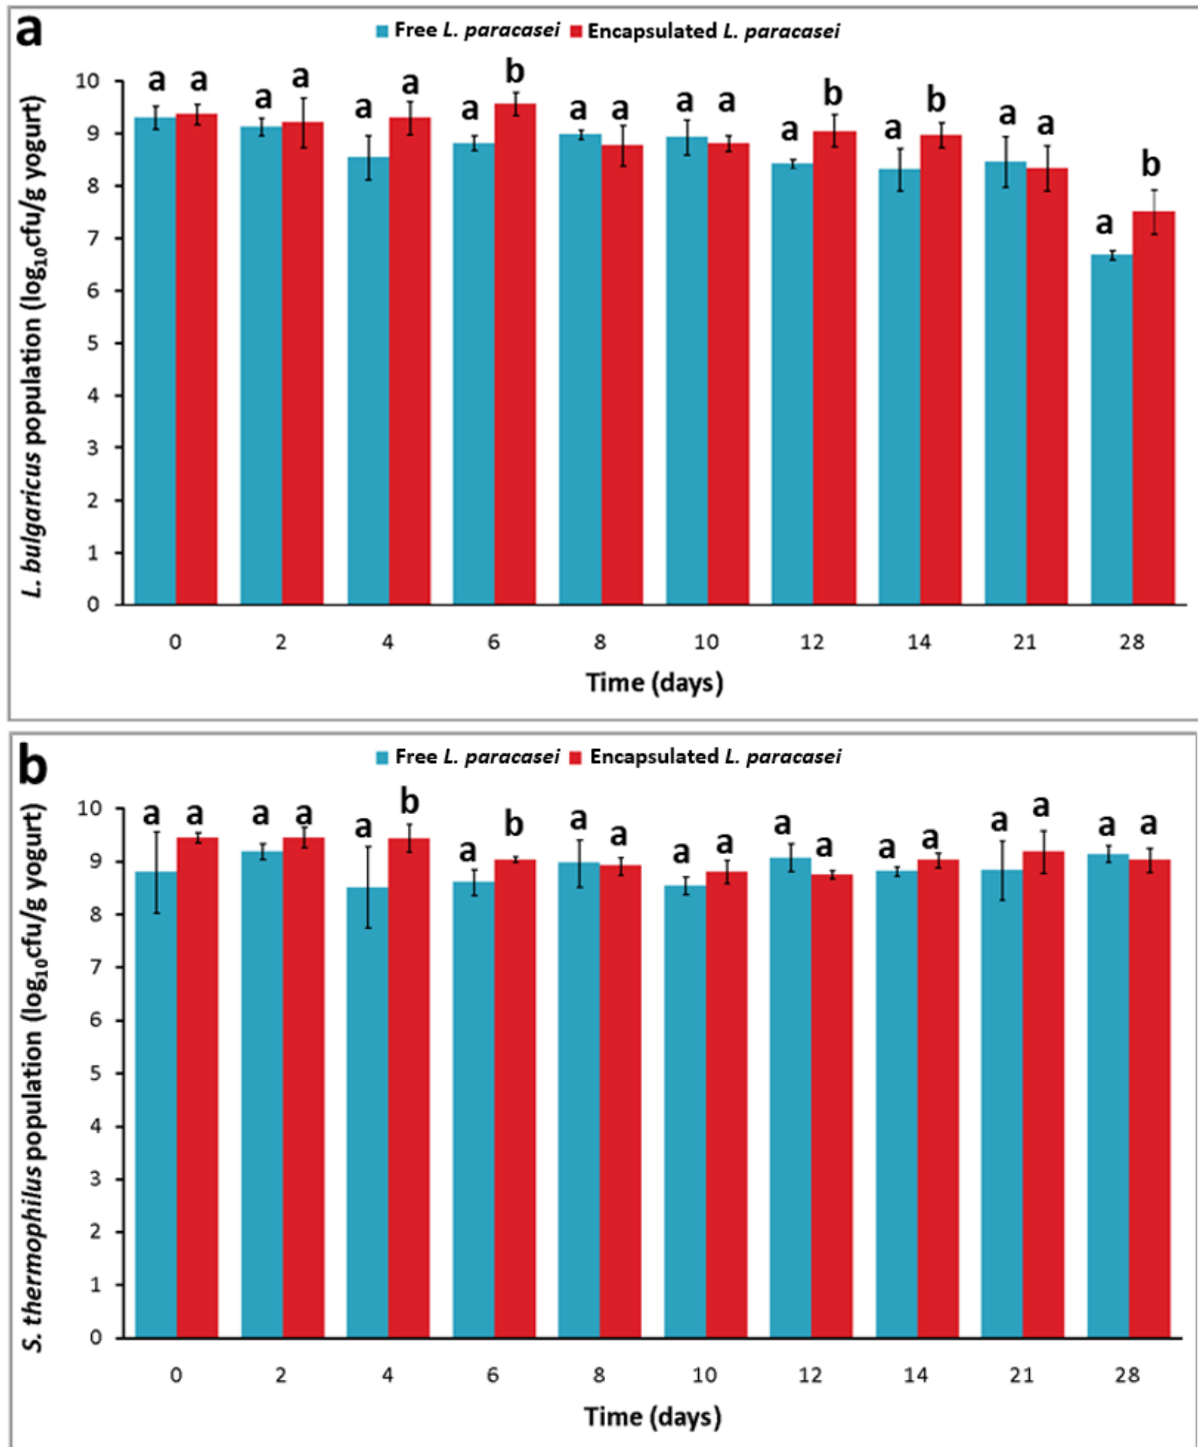 a
Free L. paracasei Encapsulated L. paracasei
L. bulgaricus population (log10cfu/g yogurt)
10
9
8
7
6
5
4
3
2
1
0
a a a a a a a b a a a a a b a b a a a b
0 2 4 6 8 10 12 14 21 28
Time (days)
b
Free L. paracasei Encapsulated L. paracasei
S. thermophilus population (log10cfu/g yogurt)
10
9
8
7
6
5
4
3
2
1
0
a a a a a b a b a a a a a a a a a a a a
0 2 4 6 8 10 12 14 21 28
Time (days)